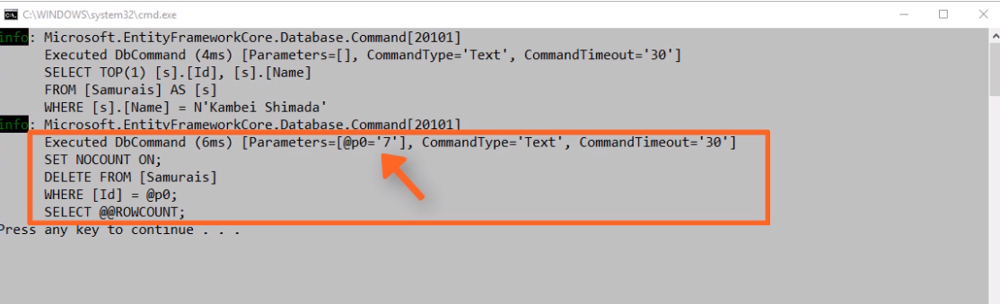 C:\WINDOWS\system32\cmd.exe
info: Microsoft.EntityFrameworkCore.Database.Command[20101]
Executed DbCommand (4ms) [Parameters=[], CommandType='Text', CommandTimeout='30']
SELECT TOP(1) [s].[Id], [s].[Name]
FROM [Samurais] AS [s]
WHERE [s].[Name] = N'Kambei Shimada'
info: Microsoft.EntityFrameworkCore.Database.Command[20101]
Executed DbCommand (6ms) [Parameters=[@p0='7'], CommandType='Text', CommandTimeout='30']
SET NOCOUNT ON;
DELETE FROM [Samurais]
WHERE [Id] = @p0;
SELECT @@ROWCOUNT;
Press any key to continue . . .